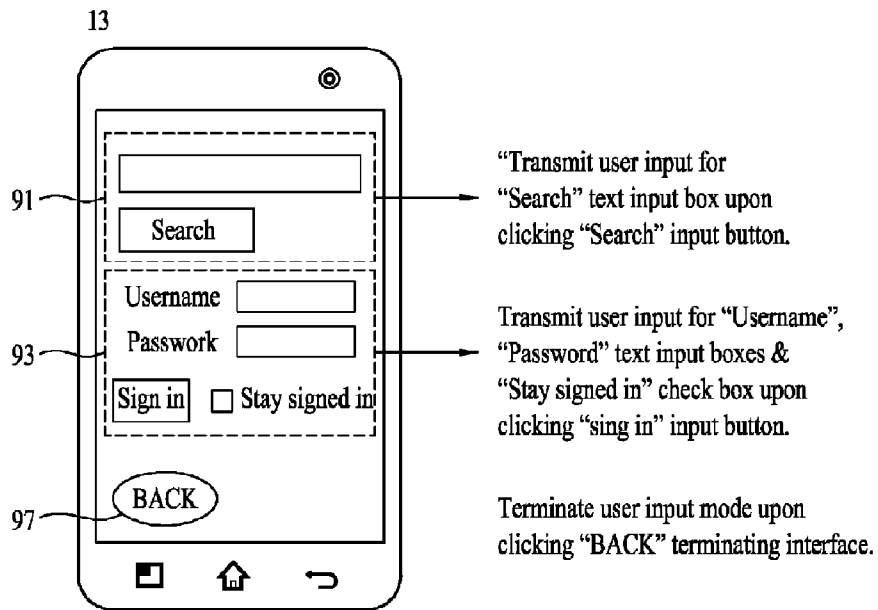 13
91
Search
"Transmit user input for
"Search" text input box upon
clicking "Search" input button.
93
Username
Passwork
Sign in
Stay signed in
Transmit user input for "Username",
"Password" text input boxes &
"Stay signed in" check box upon
clicking "sing in" input button.
97
BACK
Terminate user input mode upon
clicking "BACK" terminating interface.